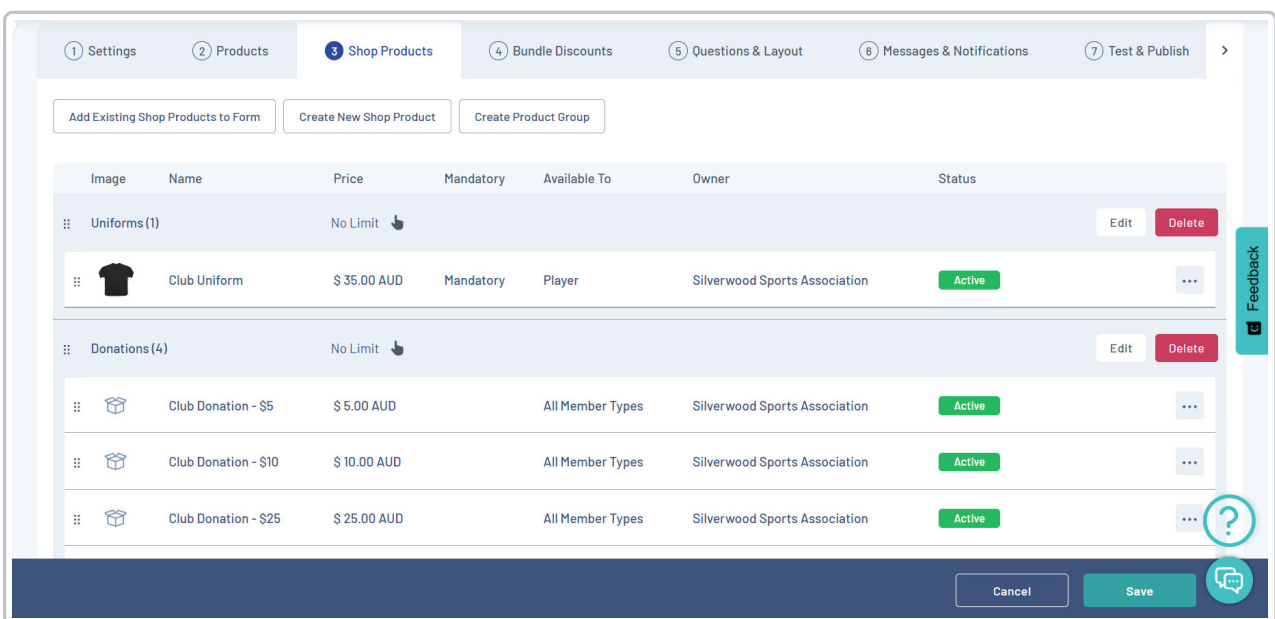 1 Settings 2 Products 3 Shop Products 4 Bundle Discounts 5 Questions & Layout 6 Messages & Notifications 7 Test & Publish
Add Existing Shop Products to Form Create New Shop Product Create Product Group
Image Name Price Mandatory Available To Owner Status
Uniforms (1) No Limit Edit Delete
Club Uniform $ 35.00 AUD Mandatory Player Silverwood Sports Association Active ...
Feedback
Donations (4) No Limit Edit Delete
Club Donation - $5 $ 5.00 AUD All Member Types Silverwood Sports Association Active ...
Club Donation - $10 $ 10.00 AUD All Member Types Silverwood Sports Association Active ...
Club Donation - $25 $ 25.00 AUD All Member Types Silverwood Sports Association Active ...
?
Cancel Save